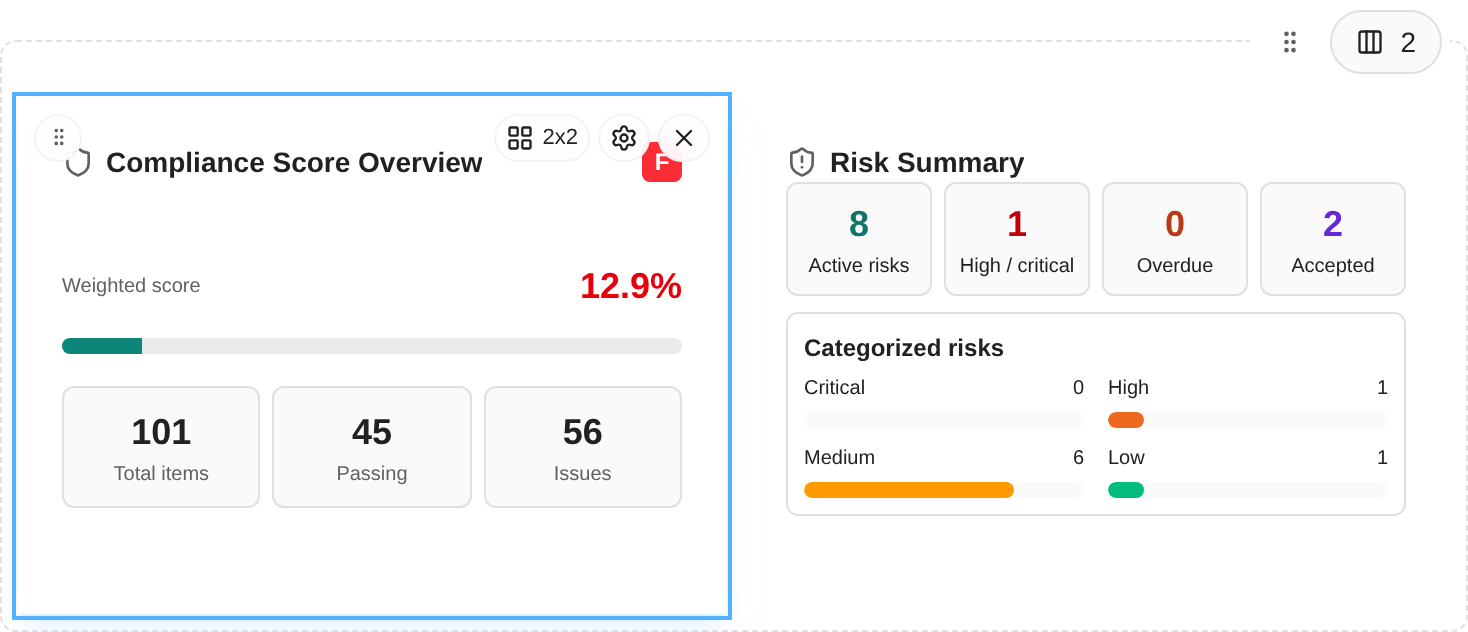 2
2x2
Compliance Score Overview
F
Weighted score
12.9%
101
Total items
45
Passing
56
Issues
Risk Summary
8
Active risks
1
High / critical
0
Overdue
2
Accepted
Categorized risks
Critical 0
High 1
Medium 6
Low 1